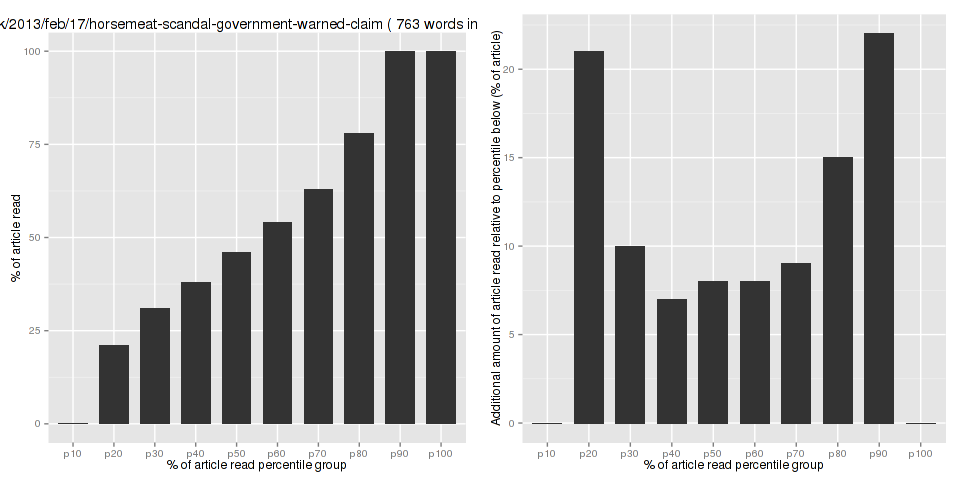 k/2013/feb/17/horsemeat-scandal-government-warned-claim ( 763 words in
% of article read
100
75
50
25
0
p10 p20 p30 p40 p50 p60 p70 p80 p90 p100
% of article read percentile group
Additional amount of article read relative to percentile below (% of article)
20
15
10
5
0
p10 p20 p30 p40 p50 p60 p70 p80 p90 p100
% of article read percentile group